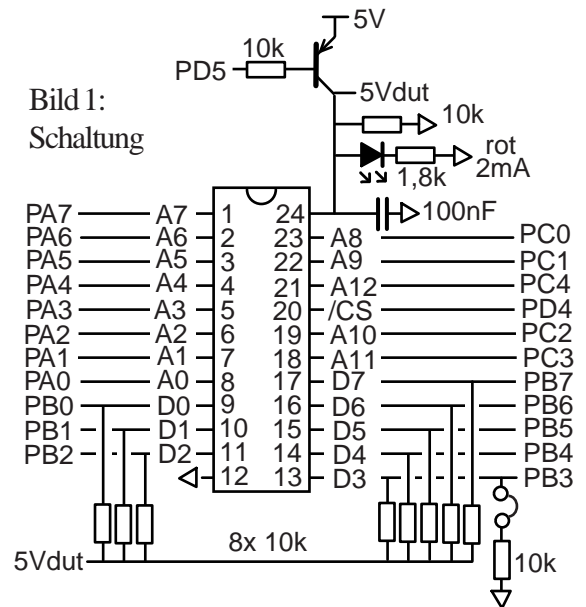 5V
10k
PD5
Bild 1:
Schaltung
5Vdut
10k
rot
2mA
1,8k
100nF
PA7 A7 1 24
PA6 A6 2 23 A8 PC0
PA5 A5 3 22 A9 PC1
PA4 A4 4 21 A12 PC4
PA3 A3 5 20 /CS PD4
PA2 A2 6 19 A10 PC2
PA1 A1 7 18 A11 PC3
PA0 A0 8 17 D7 PB7
PB0 D0 9 16 D6 PB6
PB1 D1 10 15 D5 PB5
PB2 D2 11 14 D4 PB4
12 13 D3 PB3
8x 10k
10k
5Vdut